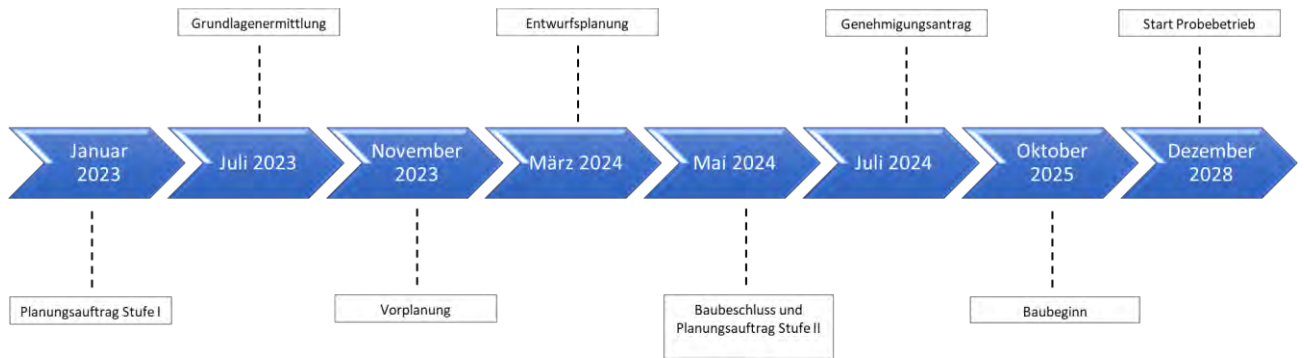 Grundlagenermittlung
Entwurfsplanung
Genehmigungsantrag
Start Probebetrieb
Januar
2023
Juli 2023
November
2023
März 2024
Mai 2024
Juli 2024
Oktober
2025
Dezember
2028
Planungsauftrag Stufe I
Vorplanung
Baubeschluss und
Planungsauftrag Stufe II
Baubeginn